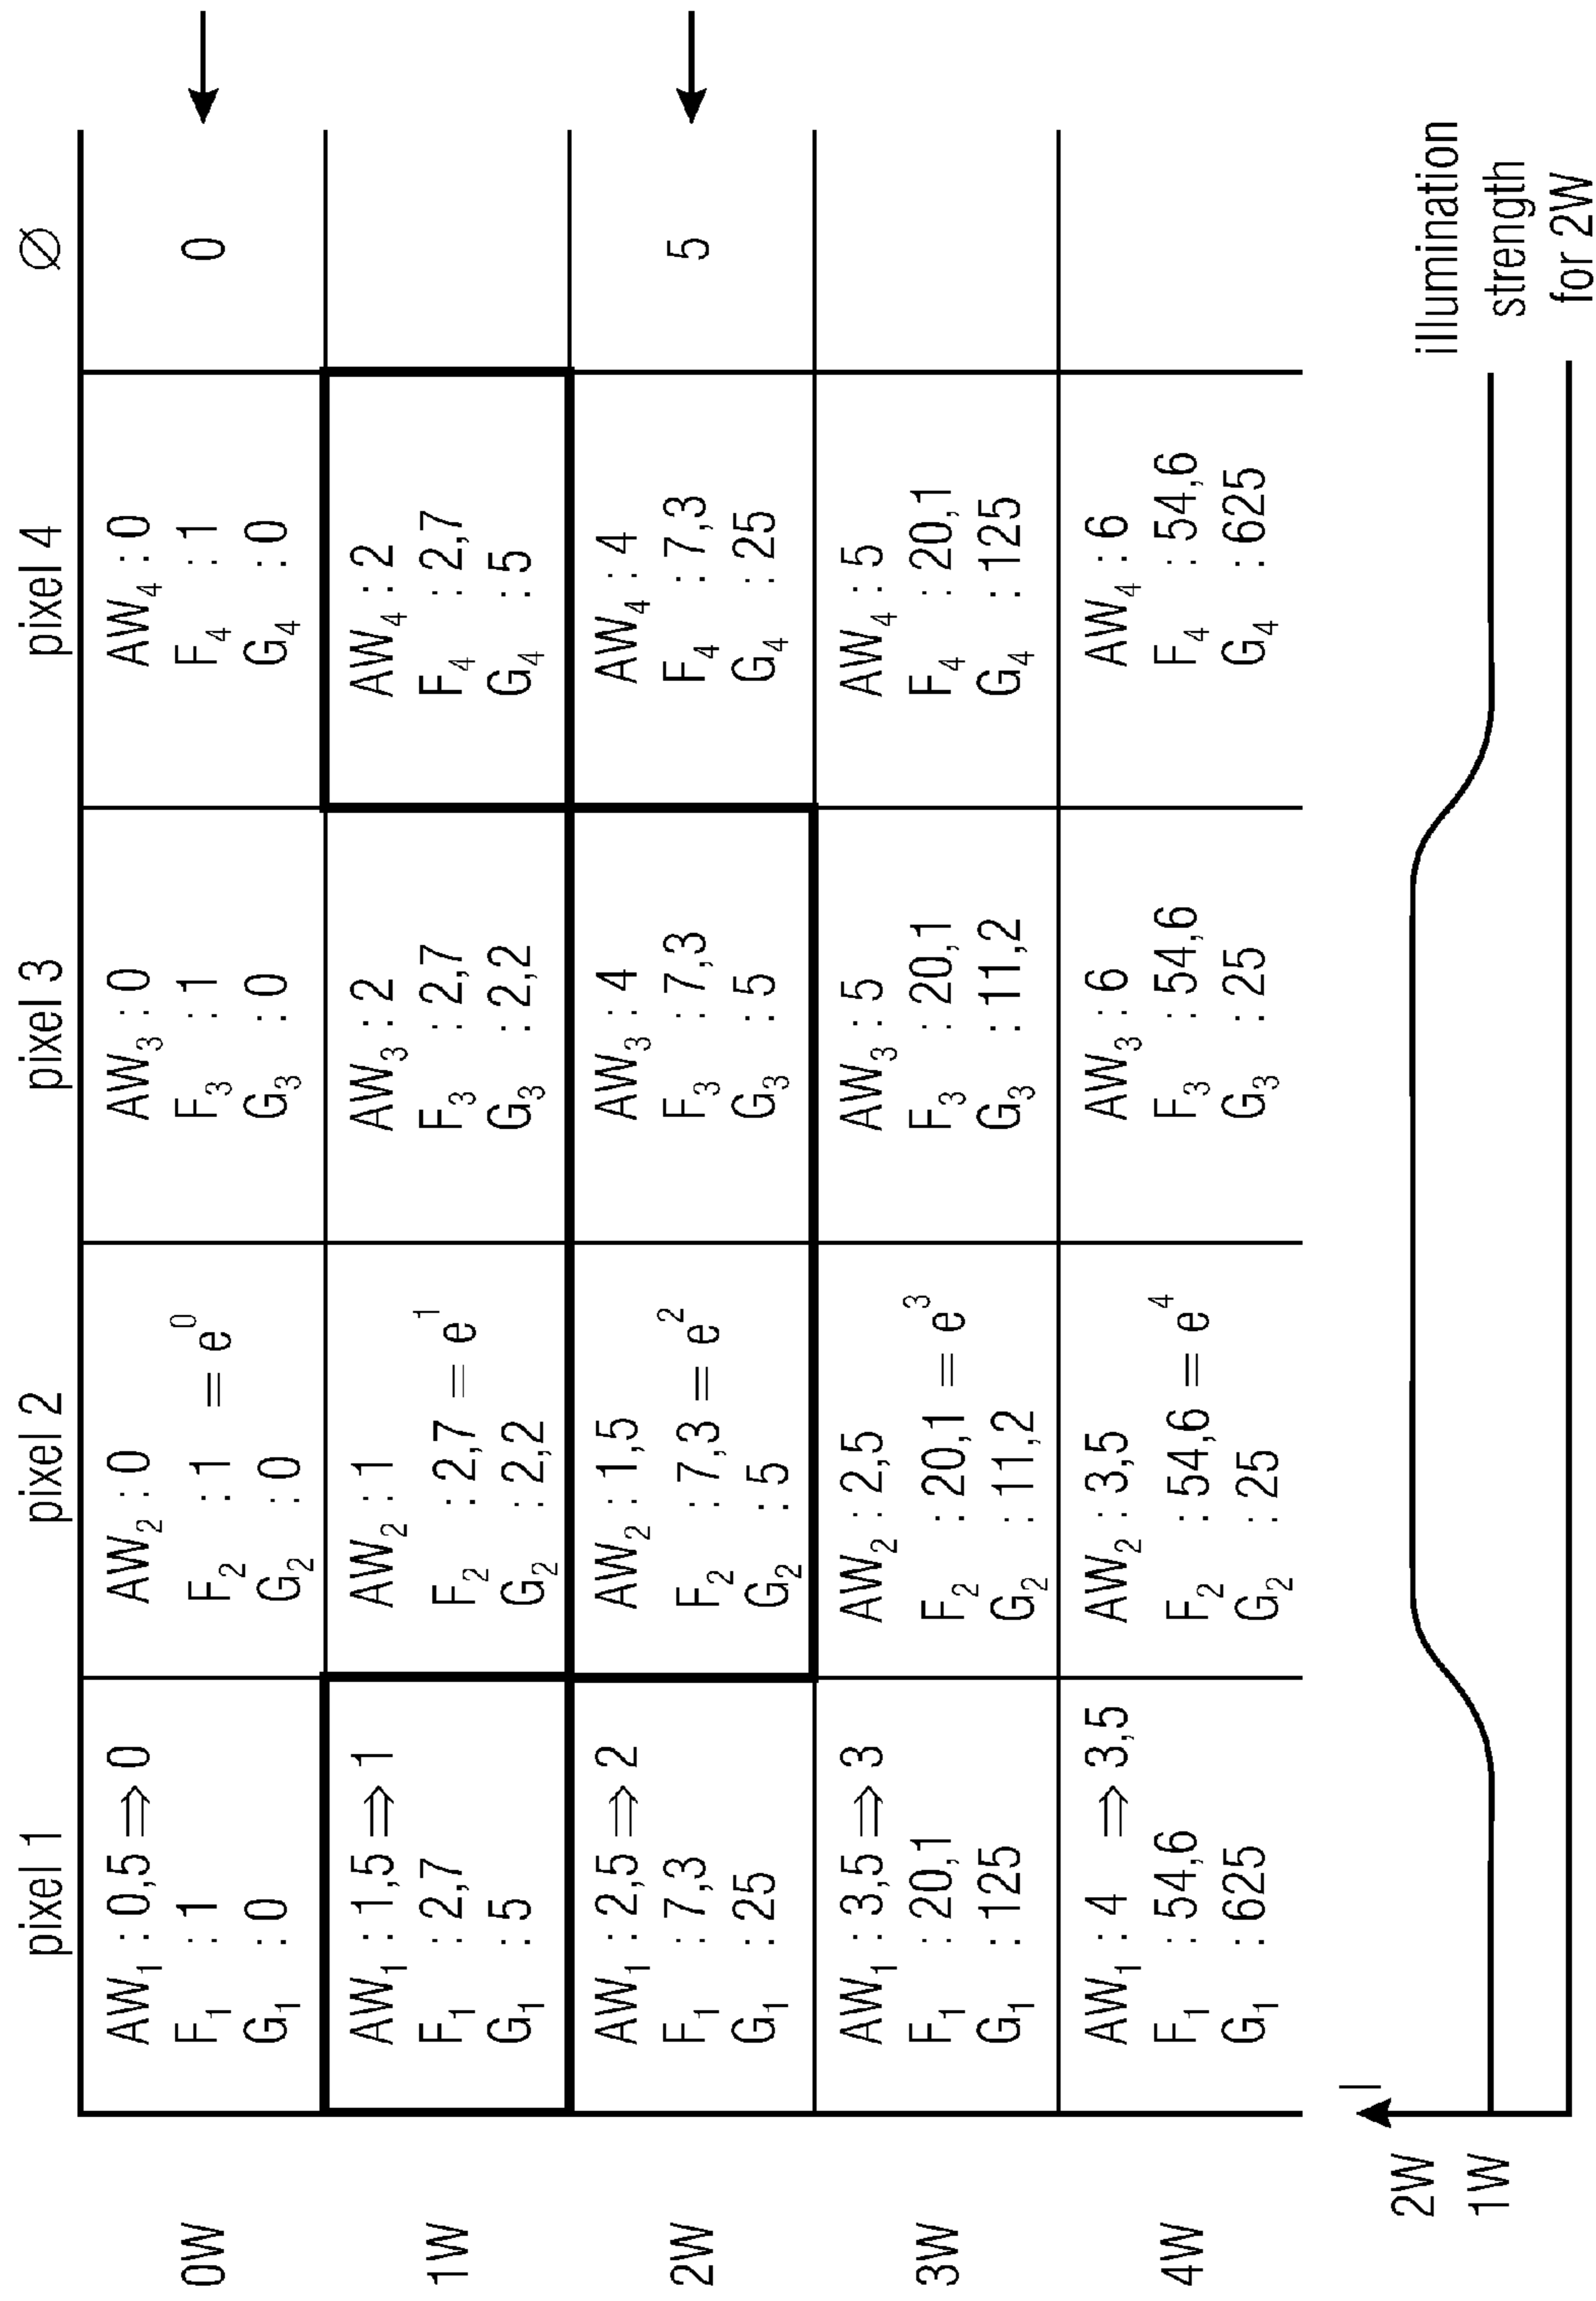 pixel 1 pixel 2 pixel 3 pixel 4 Ø
0W
AW₁ : 0,5 ⇒ 0
F₁ : 1
G₁ : 0
AW₂ : 0
F₂ : 1 = e⁰
G₂ : 0
AW₃ : 0
F₃ : 1
G₃ : 0
AW₄ : 0
F₄ : 1
G₄ : 0
0
1W
AW₁ : 1,5 ⇒ 1
F₁ : 2,7
G₁ : 5
AW₂ : 1
F₂ : 2,7 = e¹
G₂ : 2,2
AW₃ : 2
F₃ : 2,7
G₃ : 2,2
AW₄ : 2
F₄ : 2,7
G₄ : 5
2W
AW₁ : 2,5 ⇒ 2
F₁ : 7,3
G₁ : 25
AW₂ : 1,5
F₂ : 7,3 = e²
G₂ : 5
AW₃ : 4
F₃ : 7,3
G₃ : 5
AW₄ : 4
F₄ : 7,3
G₄ : 25
5
3W
AW₁ : 3,5 ⇒ 3
F₁ : 20,1
G₁ : 125
AW₂ : 2,5
F₂ : 20,1 = e³
G₂ : 11,2
AW₃ : 5
F₃ : 20,1
G₃ : 11,2
AW₄ : 5
F₄ : 20,1
G₄ : 125
4W
AW₁ : 4 ⇒ 3,5
F₁ : 54,6
G₁ : 625
AW₂ : 3,5
F₂ : 54,6 = e⁴
G₂ : 25
AW₃ : 6
F₃ : 54,6
G₃ : 25
AW₄ : 6
F₄ : 54,6
G₄ : 625
I
2W
1W
illumination
strength
for 2W